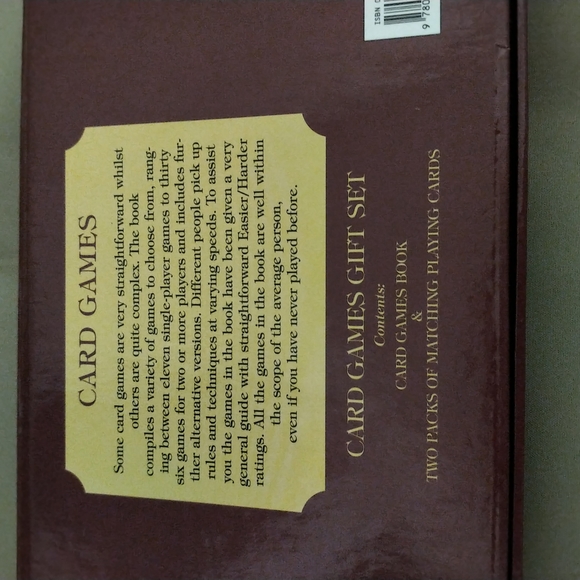 CARD GAMES
Some card games are very straightforward whilst
others are quite complex. The book
compiles a variety of games to choose from, rang-
ing between eleven single-player games to thirty
six games for two or more players and includes fur-
ther alternative versions. Different people pick up
rules and techniques at varying speeds. To assist
you the games in the book have been given a very
general guide with straightforward Easier/Harder
ratings. All the games in the book are well within
the scope of the average person,
even if you have never played before.
CARD GAMES GIFT SET
Contents:
CARD GAMES BOOK
&
TWO PACKS OF MATCHING PLAYING CARDS
ISBN 0
9 780